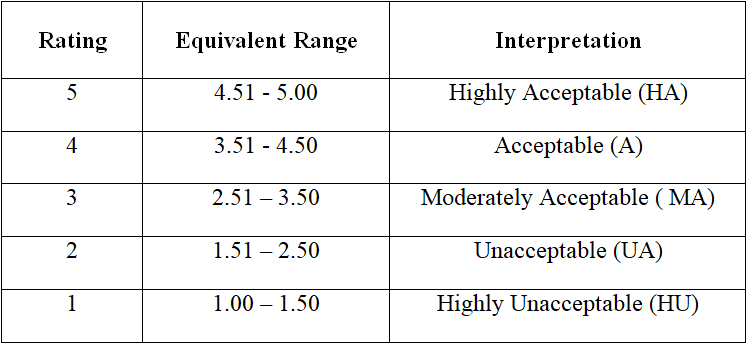 Rating Equivalent Range Interpretation
5 4.51 - 5.00 Highly Acceptable (HA)
4 3.51 - 4.50 Acceptable (A)
3 2.51 – 3.50 Moderately Acceptable ( MA)
2 1.51 – 2.50 Unacceptable (UA)
1 1.00 – 1.50 Highly Unacceptable (HU)